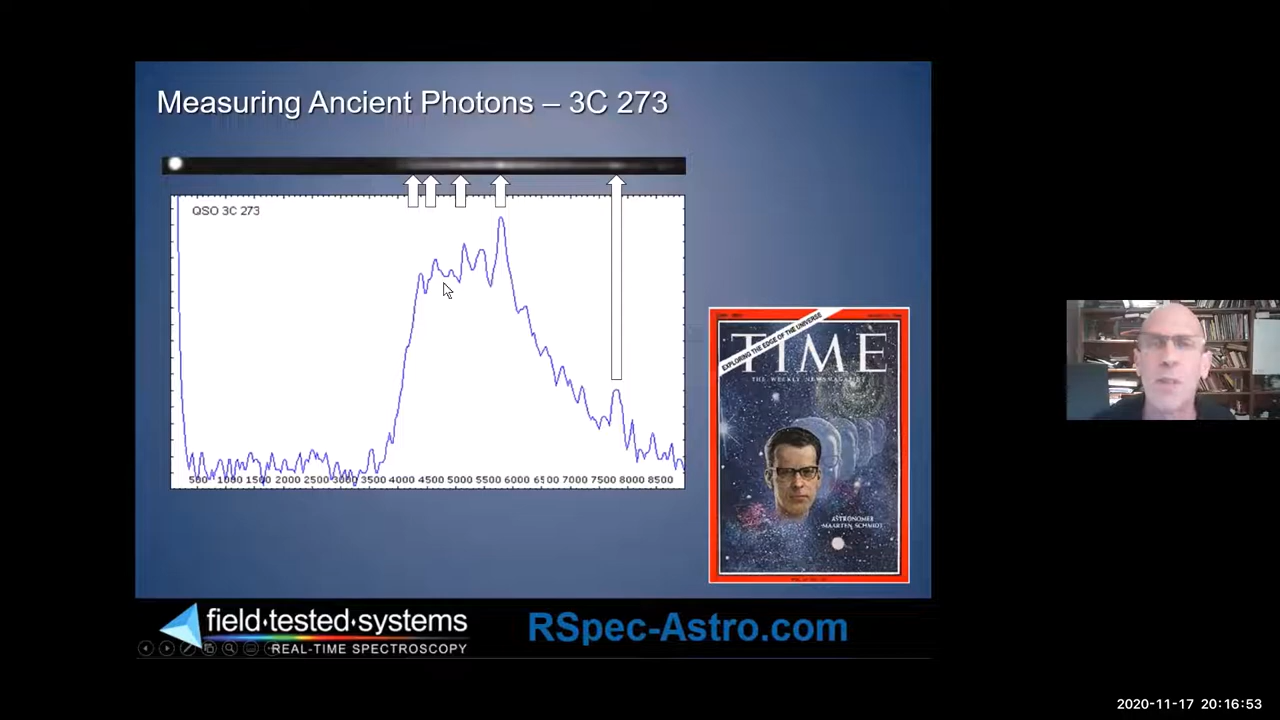 Measuring Ancient Photons – 3C 273
QSO 3C 273
500 1000 1500 2000 2500 3000 3500 4000 4500 5000 5500 6000 6500 7000 7500 8000 8500
EXPLORING THE EDGE OF THE UNIVERSE
TIME
THE WEEKLY NEWSMAGAZINE
ASTRONOMER
MAARTEN SCHMIDT
field·tested·systems
REAL-TIME SPECTROSCOPY
RSpec-Astro.com
2020-11-17 20:16:53